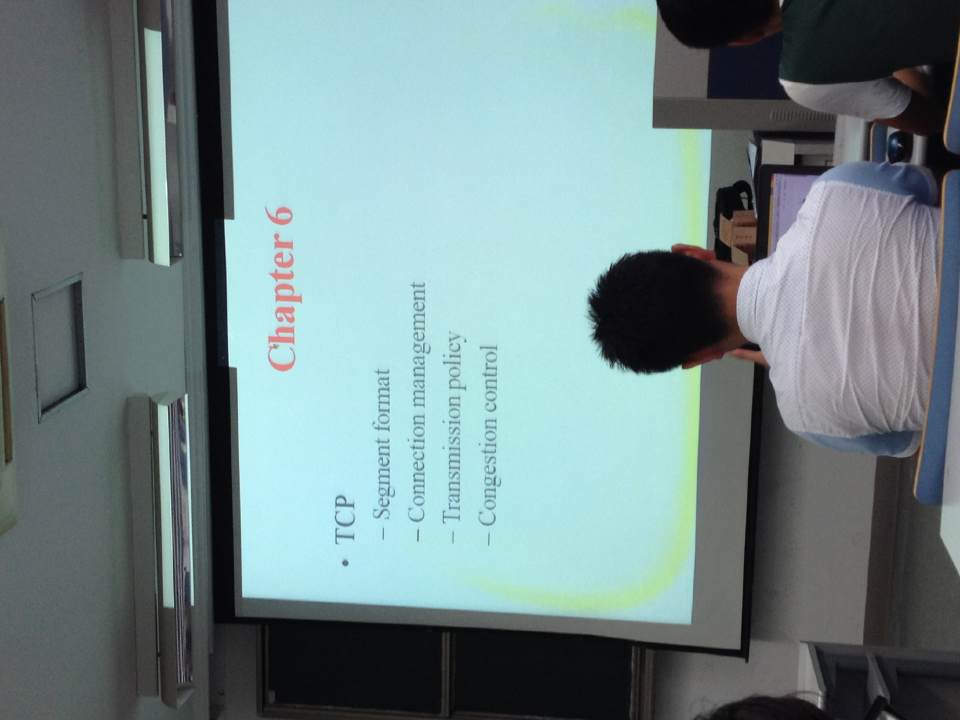 Chapter 6
• TCP
– Segment format
– Connection management
– Transmission policy
– Congestion control